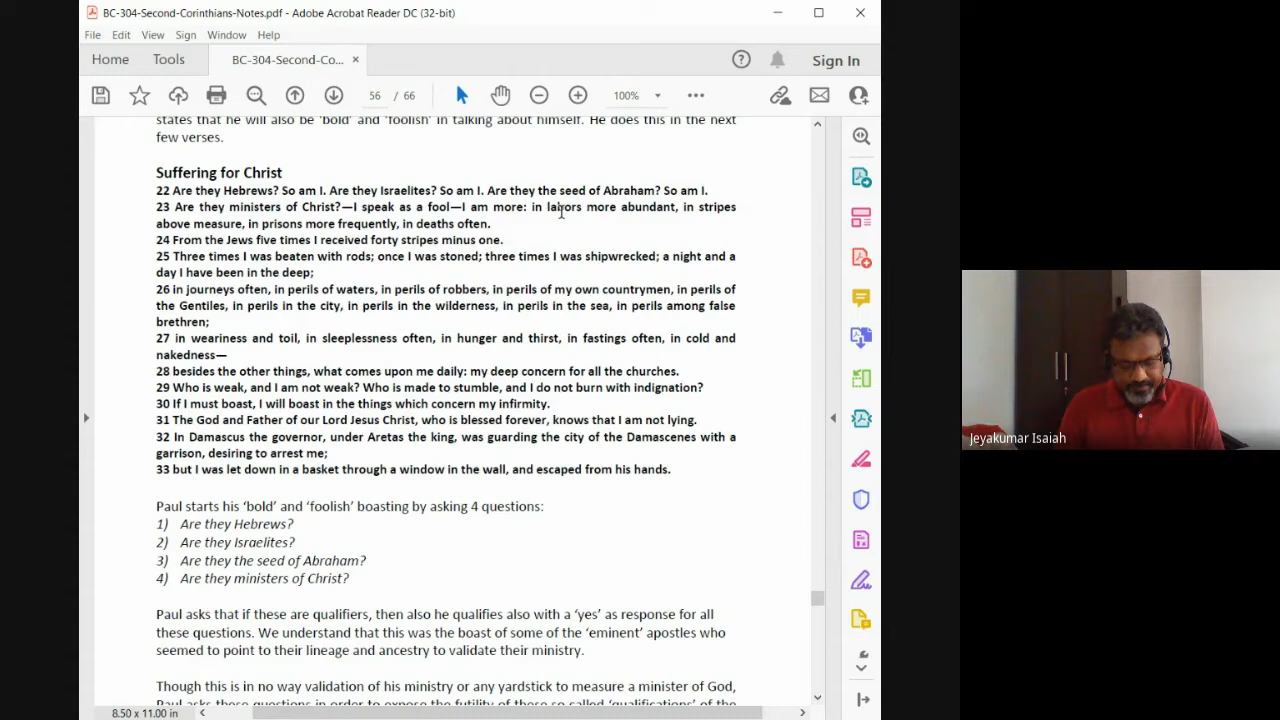 BC-304-Second-Corinthians-Notes.pdf - Adobe Acrobat Reader DC (32-bit)
File Edit View Sign Window Help
Home Tools BC-304-Second-Co... × Sign In
56 / 66 100%
states that he will also be 'bold' and 'foolish' in talking about himself. He does this in the next
few verses.
Suffering for Christ
22 Are they Hebrews? So am I. Are they Israelites? So am I. Are they the seed of Abraham? So am I.
23 Are they ministers of Christ?—I speak as a fool—I am more: in labors more abundant, in stripes
above measure, in prisons more frequently, in deaths often.
24 From the Jews five times I received forty stripes minus one.
25 Three times I was beaten with rods; once I was stoned; three times I was shipwrecked; a night and a
day I have been in the deep;
26 in journeys often, in perils of waters, in perils of robbers, in perils of my own countrymen, in perils of
the Gentiles, in perils in the city, in perils in the wilderness, in perils in the sea, in perils among false
brethren;
27 in weariness and toil, in sleeplessness often, in hunger and thirst, in fastings often, in cold and
nakedness—
28 besides the other things, what comes upon me daily: my deep concern for all the churches.
29 Who is weak, and I am not weak? Who is made to stumble, and I do not burn with indignation?
30 If I must boast, I will boast in the things which concern my infirmity.
31 The God and Father of our Lord Jesus Christ, who is blessed forever, knows that I am not lying.
32 In Damascus the governor, under Aretas the king, was guarding the city of the Damascenes with a
garrison, desiring to arrest me;
33 but I was let down in a basket through a window in the wall, and escaped from his hands.
Paul starts his 'bold' and 'foolish' boasting by asking 4 questions:
1) Are they Hebrews?
2) Are they Israelites?
3) Are they the seed of Abraham?
4) Are they ministers of Christ?
Paul asks that if these are qualifiers, then also he qualifies also with a 'yes' as response for all
these questions. We understand that this was the boast of some of the 'eminent' apostles who
seemed to point to their lineage and ancestry to validate their ministry.
Though this is in no way validation of his ministry or any yardstick to measure a minister of God,
Paul asks these questions in order to expose the futility of these so called 'qualifications' of the
8.50 x 11.00 in
Jeyakumar Isaiah